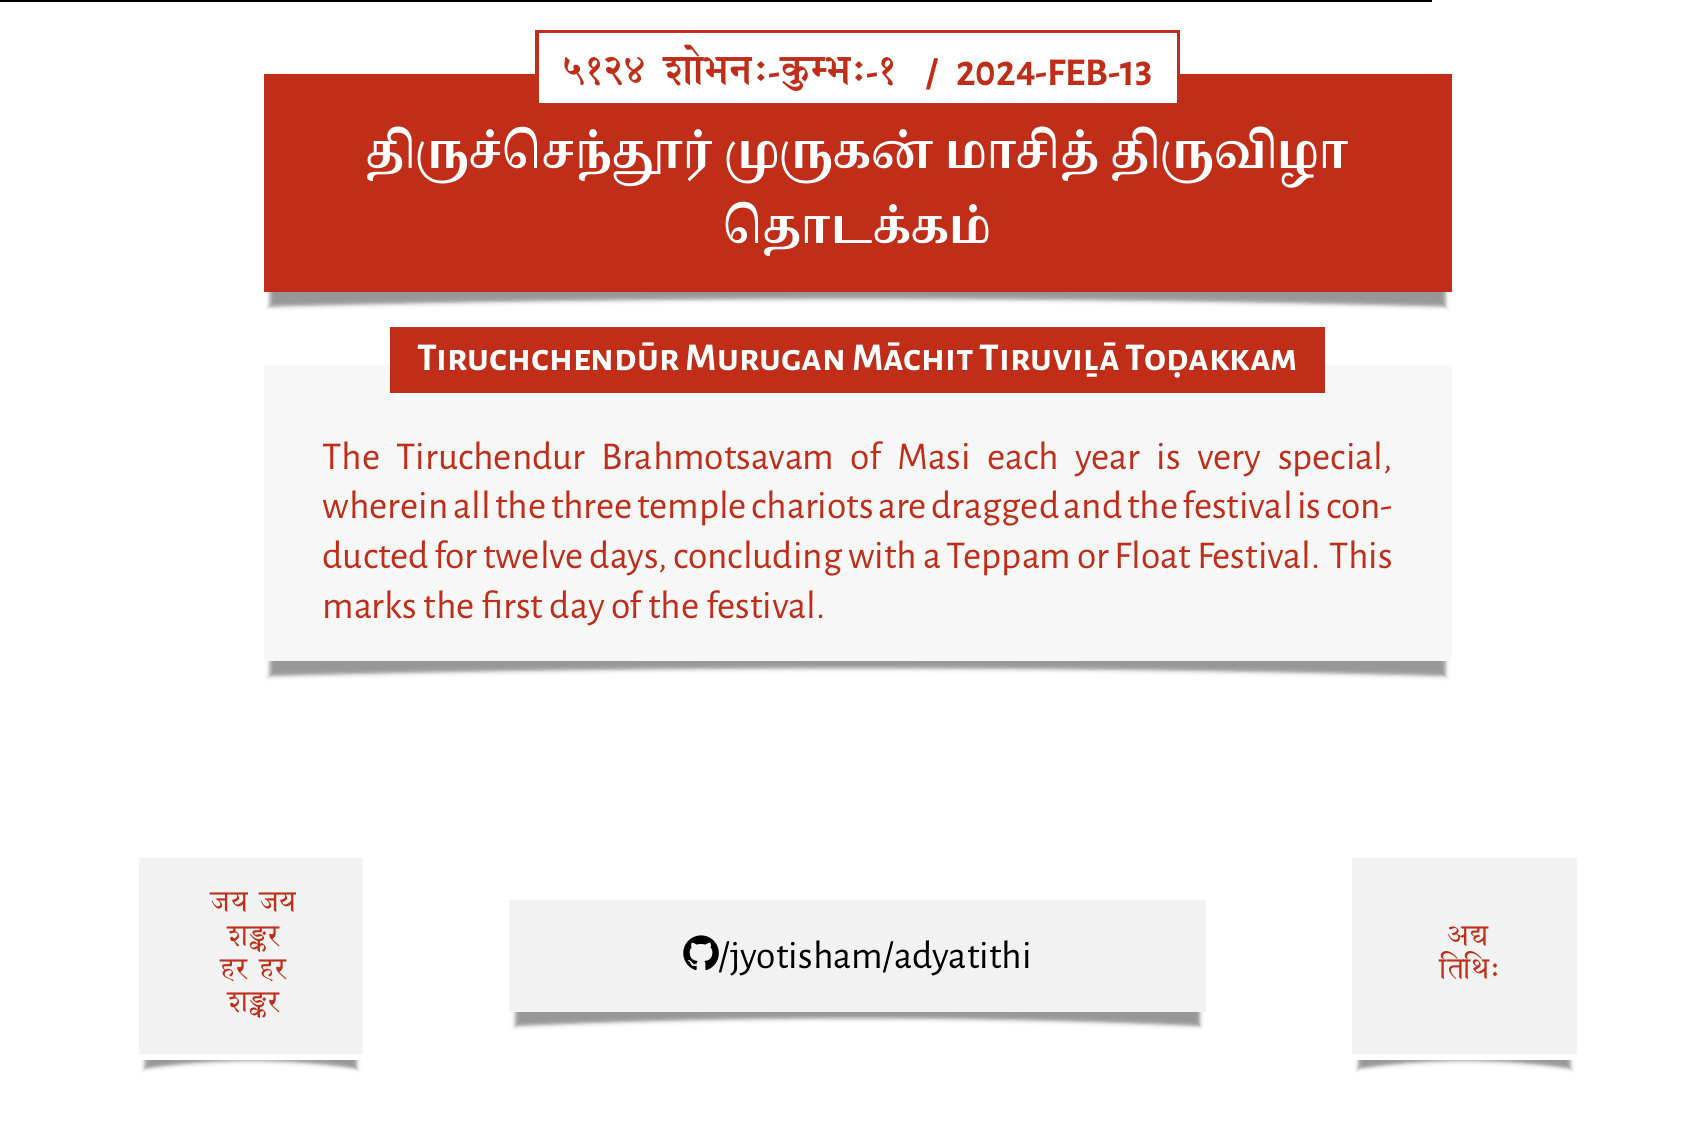 ५१२४ शोभनः-कुम्भः-१ / 2024-FEB-13
திருச்செந்தூர் முருகன் மாசித் திருவிழா
தொடக்கம்
Tiruchchendūr Murugan Māchit Tiruviḻā Toḍakkam
The Tiruchendur Brahmotsavam of Masi each year is very special,
wherein all the three temple chariots are dragged and the festival is con-
ducted for twelve days, concluding with a Teppam or Float Festival. This
marks the first day of the festival.
जय जय
शङ्कर
हर हर
शङ्कर
/jyotisham/adyatithi
अद्य
तिथिः